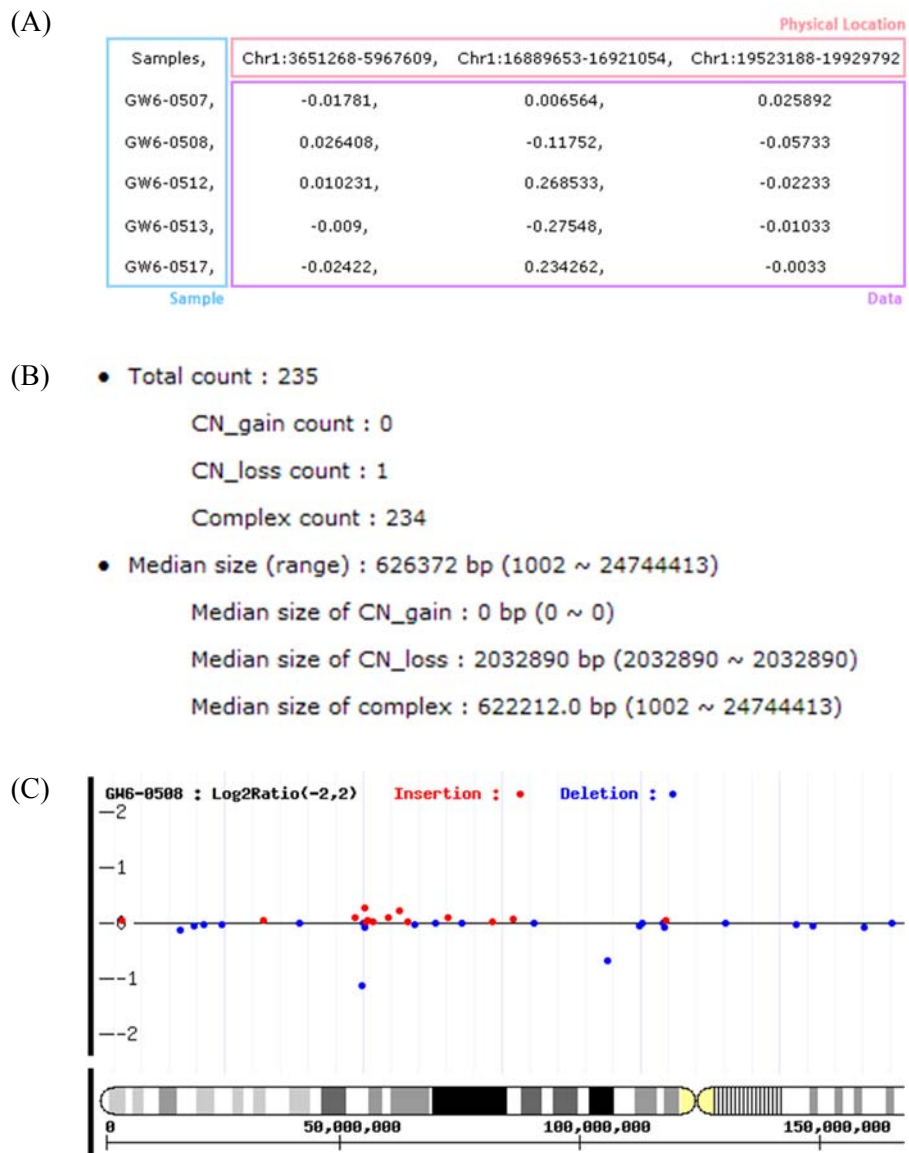 (A)
Physical Location
Samples, Chr1:3651268-5967609, Chr1:16889653-16921054, Chr1:19523188-19929792
GW6-0507, -0.01781, 0.006564, 0.025892
GW6-0508, 0.026408, -0.11752, -0.05733
GW6-0512, 0.010231, 0.268533, -0.02233
GW6-0513, -0.009, -0.27548, -0.01033
GW6-0517, -0.02422, 0.234262, -0.0033
Sample Data
(B)
• Total count : 235
CN_gain count : 0
CN_loss count : 1
Complex count : 234
• Median size (range) : 626372 bp (1002 ~ 24744413)
Median size of CN_gain : 0 bp (0 ~ 0)
Median size of CN_loss : 2032890 bp (2032890 ~ 2032890)
Median size of complex : 622212.0 bp (1002 ~ 24744413)
(C)
GW6-0508 : Log2Ratio(-2,2) Insertion : • Deletion : •
—2
—1
0
—-1
—-2
0 50,000,000 100,000,000 150,000,000